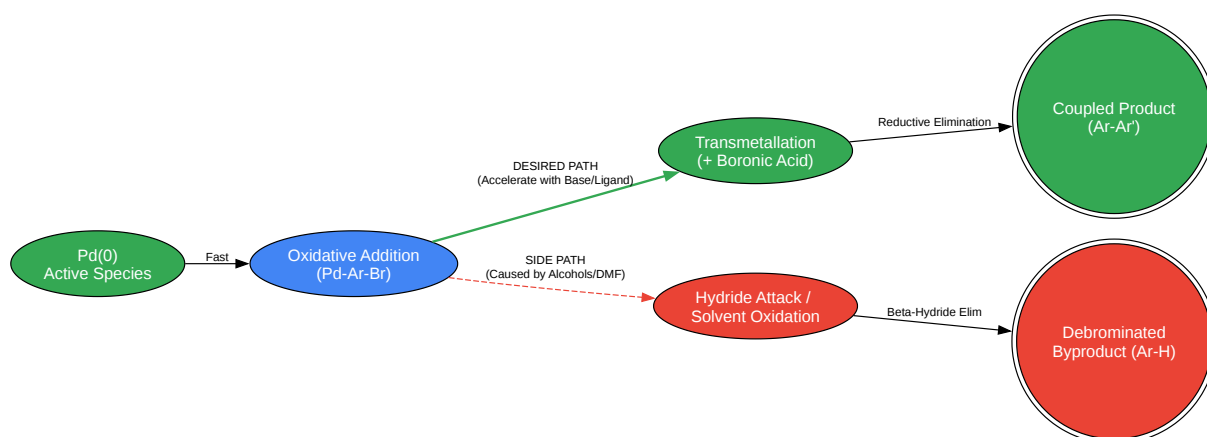 Pd(0)
Active Species
Fast
Oxidative Addition
(Pd-Ar-Br)
DESIRED PATH
(Accelerate with Base/Ligand)
Transmetallation
(+ Boronic Acid)
Reductive Elimination
Coupled Product
(Ar-Ar')
SIDE PATH
(Caused by Alcohols/DMF)
Hydride Attack /
Solvent Oxidation
Beta-Hydride Elim
Debrominated
Byproduct (Ar-H)